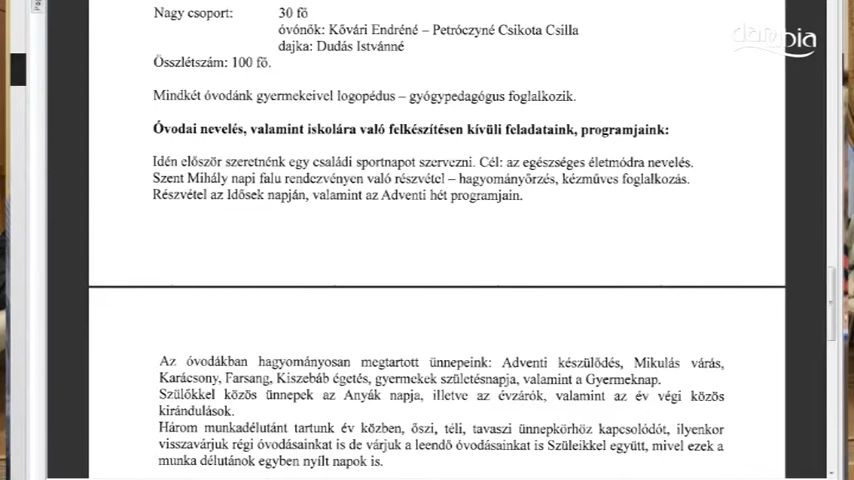 Nagy csoport: 30 fő
óvónők: Kővári Endréné – Petróczyné Csikota Csilla
dajka: Dudás Istvánné
Összlétszám: 100 fő.
Mindkét óvodánk gyermekeivel logopédus – gyógypedagógus foglalkozik.
Óvodai nevelés, valamint iskolára való felkészítésen kívüli feladataink, programjaink:
Idén először szeretnénk egy családi sportnapot szervezni. Cél: az egészséges életmódra nevelés.
Szent Mihály napi falu rendezvényen való részvétel – hagyományőrzés, kézműves foglalkozás.
Részvétel az Idősek napján, valamint az Adventi hét programjain.
Az óvodákban hagyományosan megtartott ünnepeink: Adventi készülődés, Mikulás várás,
Karácsony, Farsang, Kiszebáb égetés, gyermekek születésnapja, valamint a Gyermeknap.
Szülőkkel közös ünnepek az Anyák napja, illetve az évzárók, valamint az év végi közös
kirándulások.
Három munkadélutánt tartunk év közben, őszi, téli, tavaszi ünnepkörhöz kapcsolódót, ilyenkor
visszavárjuk régi óvodásainkat is de várjuk a leendő óvodásainkat is Szüleikkel együtt, mivel ezek a
munka délutánok egyben nyílt napok is.